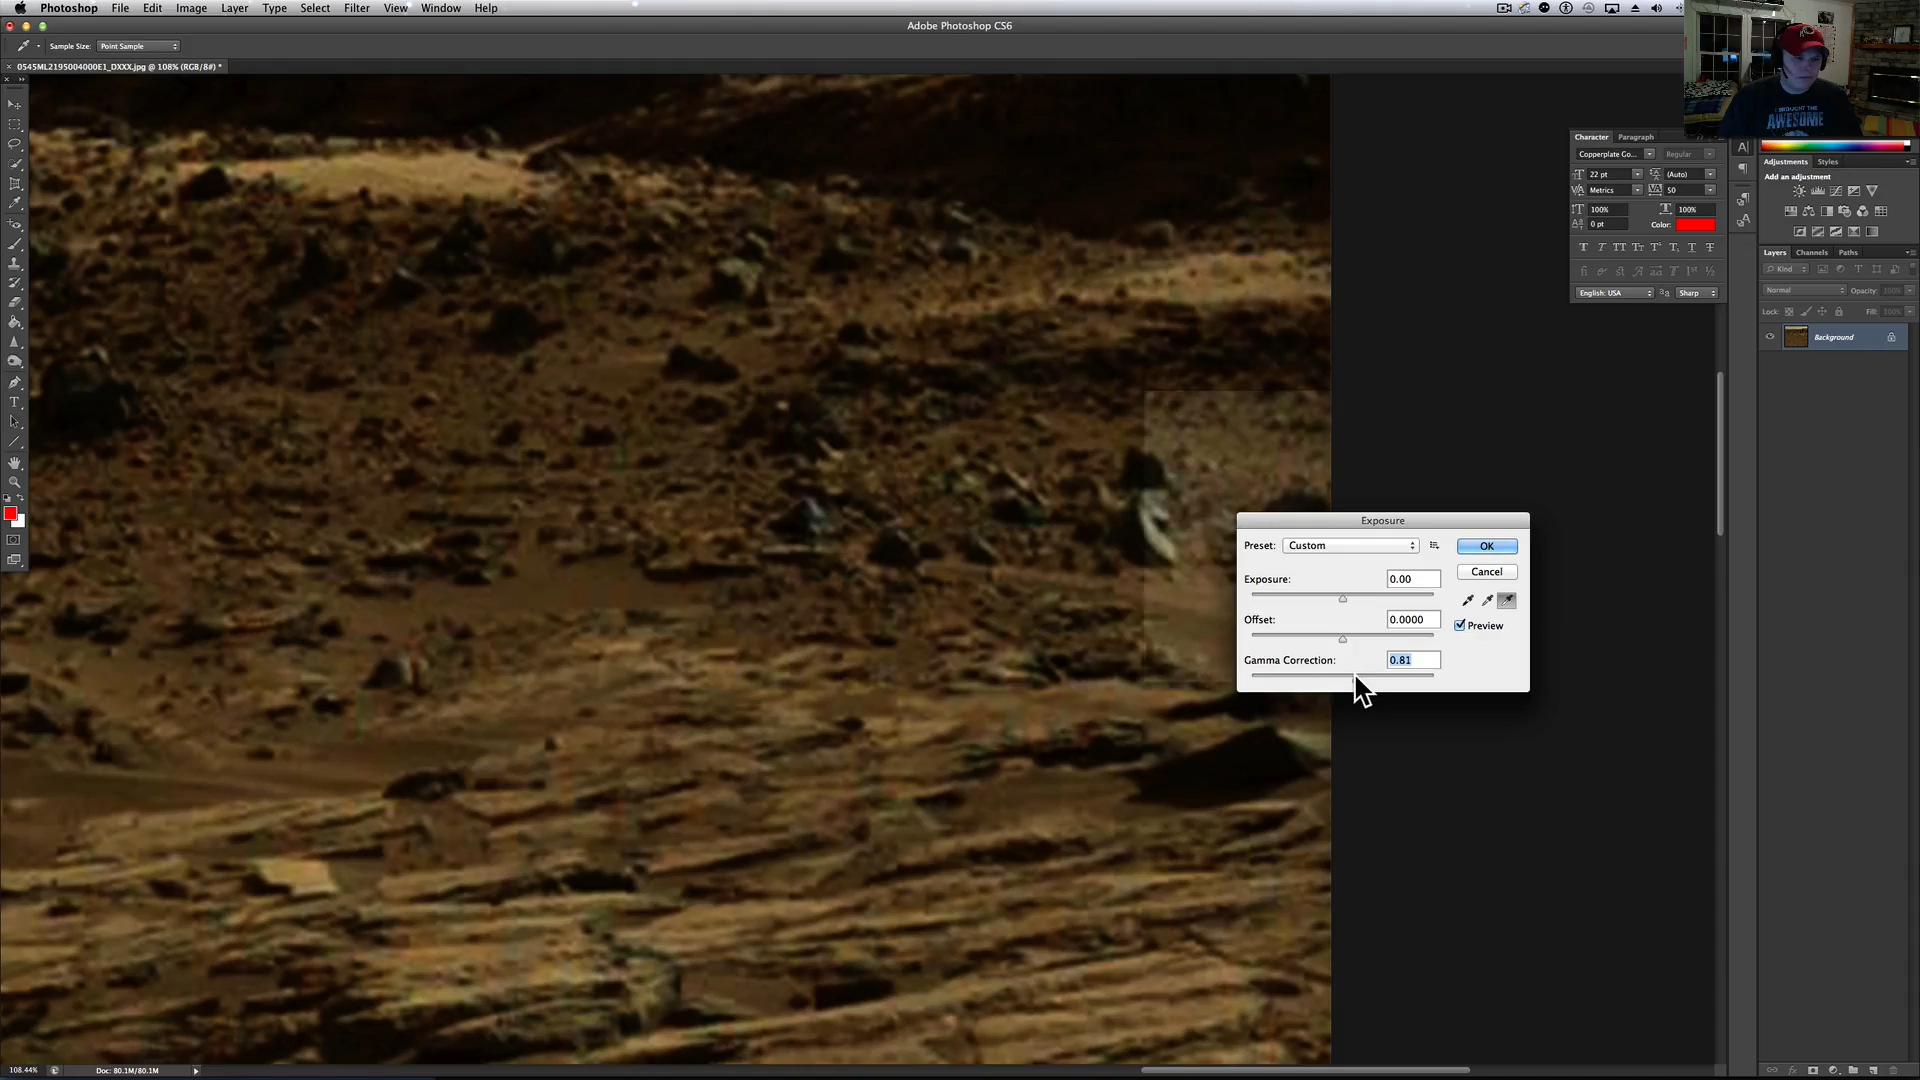 Photoshop File Edit Image Layer Type Select Filter View Window Help
Adobe Photoshop CS6
Sample Size: Point Sample
0545ML2195004000E1_DXXX.jpg @ 108% (RGB/8#) *
I BROUGHT THE
AWESOME
Character Paragraph
Copperplate Go... Regular
22 pt (Auto)
Metrics 50
100% 100%
0 pt Color:
English: USA Sharp
Adjustments Styles
Add an adjustment
Layers Channels Paths
Kind
Normal Opacity: 100%
Lock: Fill: 100%
Background
Exposure
Preset: Custom OK
Cancel
Exposure: 0.00
Offset: 0.0000
Preview
Gamma Correction: 0.81
108.44% Doc: 80.1M/80.1M